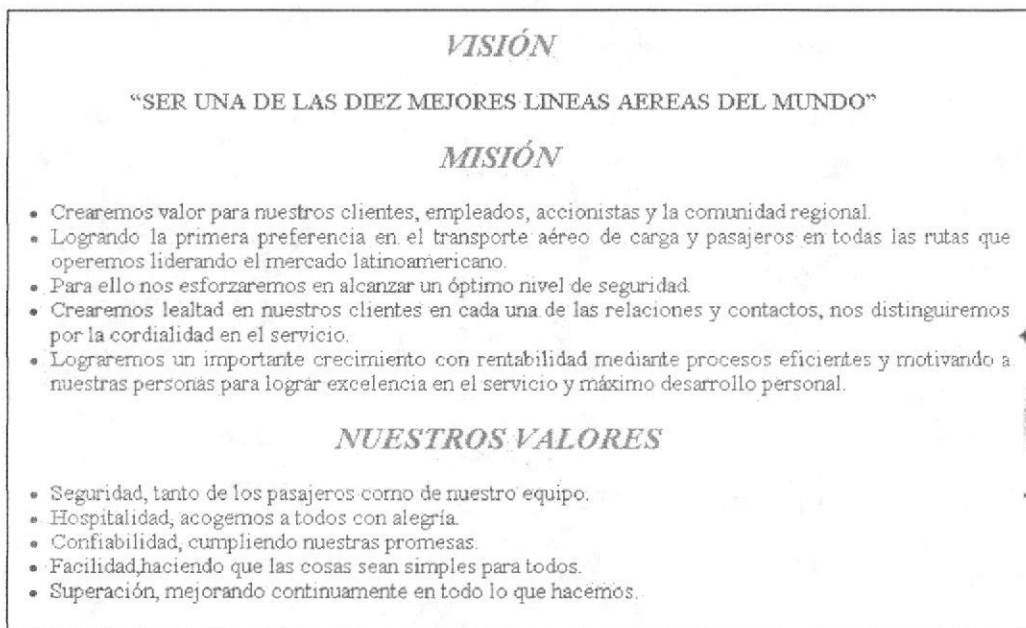 VISIÓN
“SER UNA DE LAS DIEZ MEJORES LINEAS AEREAS DEL MUNDO”
MISIÓN
• Crearemos valor para nuestros clientes, empleados, accionistas y la comunidad regional.
• Logrando la primera preferencia en el transporte aéreo de carga y pasajeros en todas las rutas que
operemos liderando el mercado latinoamericano.
• Para ello nos esforzaremos en alcanzar un óptimo nivel de seguridad.
• Crearemos lealtad en nuestros clientes en cada una de las relaciones y contactos, nos distinguiremos
por la cordialidad en el servicio.
• Lograremos un importante crecimiento con rentabilidad mediante procesos eficientes y motivando a
nuestras personas para lograr excelencia en el servicio y máximo desarrollo personal.
NUESTROS VALORES
• Seguridad, tanto de los pasajeros como de nuestro equipo.
• Hospitalidad, acogemos a todos con alegría.
• Confiabilidad, cumpliendo nuestras promesas.
• Facilidad,haciendo que las cosas sean simples para todos.
• Superación, mejorando continuamente en todo lo que hacemos.